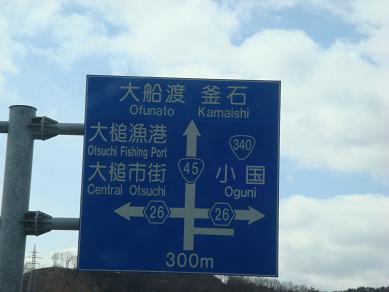 大船渡 釜石
Ofunato Kamaishi
大槌漁港
Otsuchi Fishing Port
340
大槌市街
Central Otsuchi
45
小国
Oguni
26 26
300m